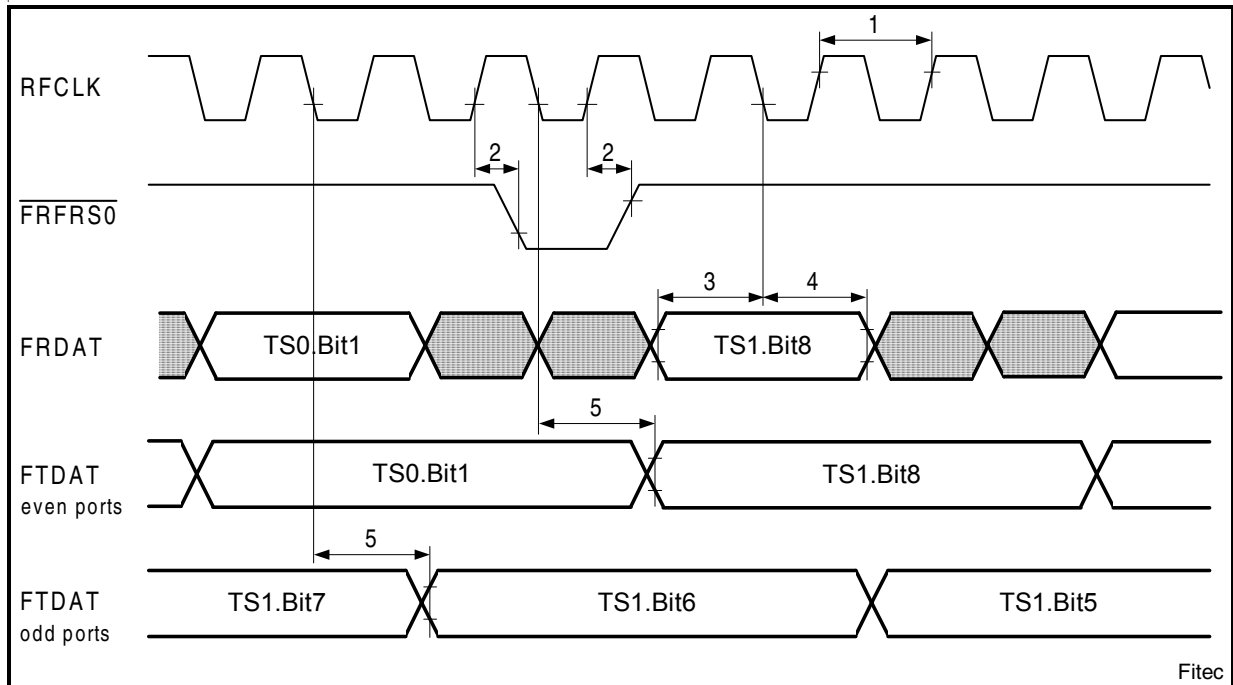 1
RFCLK
2 2
FRFRS0
3 4
FRDAT TS0.Bit1 TS1.Bit8
5
FTDAT TS0.Bit1 TS1.Bit8
even ports
5
FTDAT TS1.Bit7 TS1.Bit6 TS1.Bit5
odd ports
Fitec